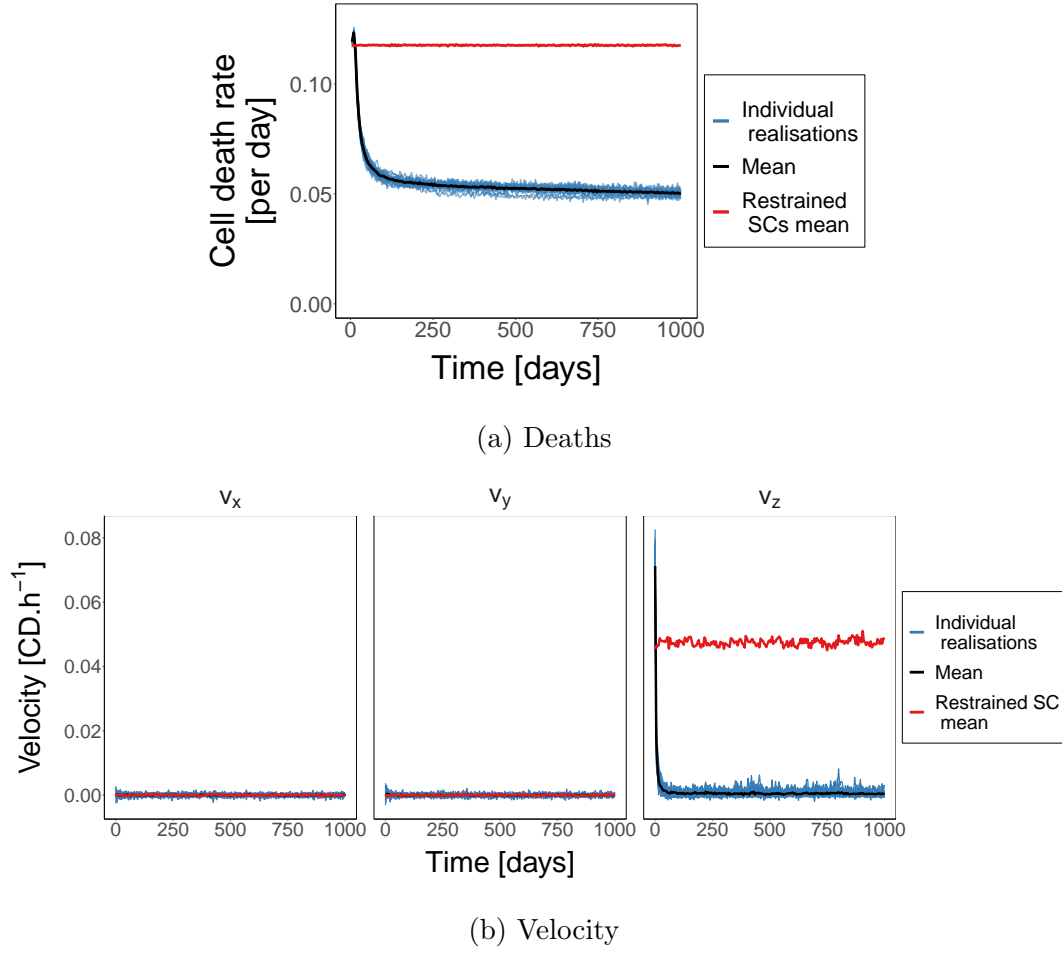 Cell death rate
[per day]
0.10
0.05
0.00
0 250 500 750 1000
Time [days]
Individual
realisations
Mean
Restrained
SCs mean
(a) Deaths
v_x v_y v_z
Velocity [CD.h⁻¹]
0.08
0.06
0.04
0.02
0.00
0 250 500 750 1000 0 250 500 750 1000 0 250 500 750 1000
Time [days]
Individual
realisations
Mean
Restrained SC
mean
(b) Velocity